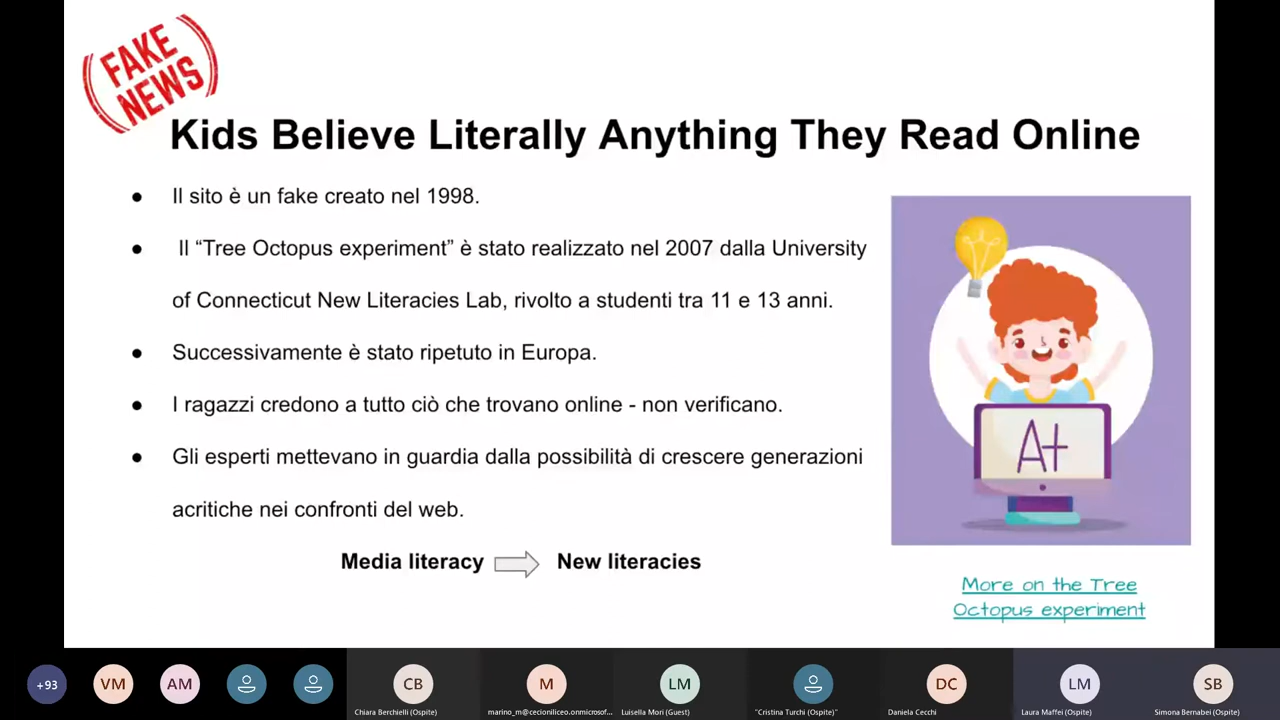 FAKE
NEWS
Kids Believe Literally Anything They Read Online
● Il sito è un fake creato nel 1998.
● Il “Tree Octopus experiment” è stato realizzato nel 2007 dalla University
of Connecticut New Literacies Lab, rivolto a studenti tra 11 e 13 anni.
● Successivamente è stato ripetuto in Europa.
● I ragazzi credono a tutto ciò che trovano online - non verificano.
● Gli esperti mettevano in guardia dalla possibilità di crescere generazioni
acritiche nei confronti del web.
Media literacy New literacies
A+
More on the Tree
Octopus experiment
+93 VM AM CB M LM DC LM SB
Chiara Berchielli (Ospite) marino_m@cecioniliceo.onmicrosof... Luisella Mori (Guest) "Cristina Turchi (Ospite)" Daniela Cecchi Laura Maffei (Ospite) Simona Bernabei (Ospite)